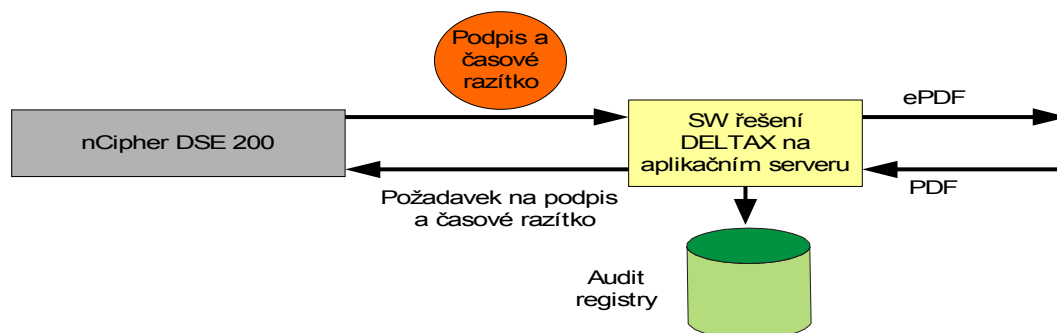 Podpis a
časové
razítko
ePDF
nCipher DSE 200
SW řešení
DELTAX na
aplikačním serveru
PDF
Požadavek na podpis
a časové razítko
Audit
registry